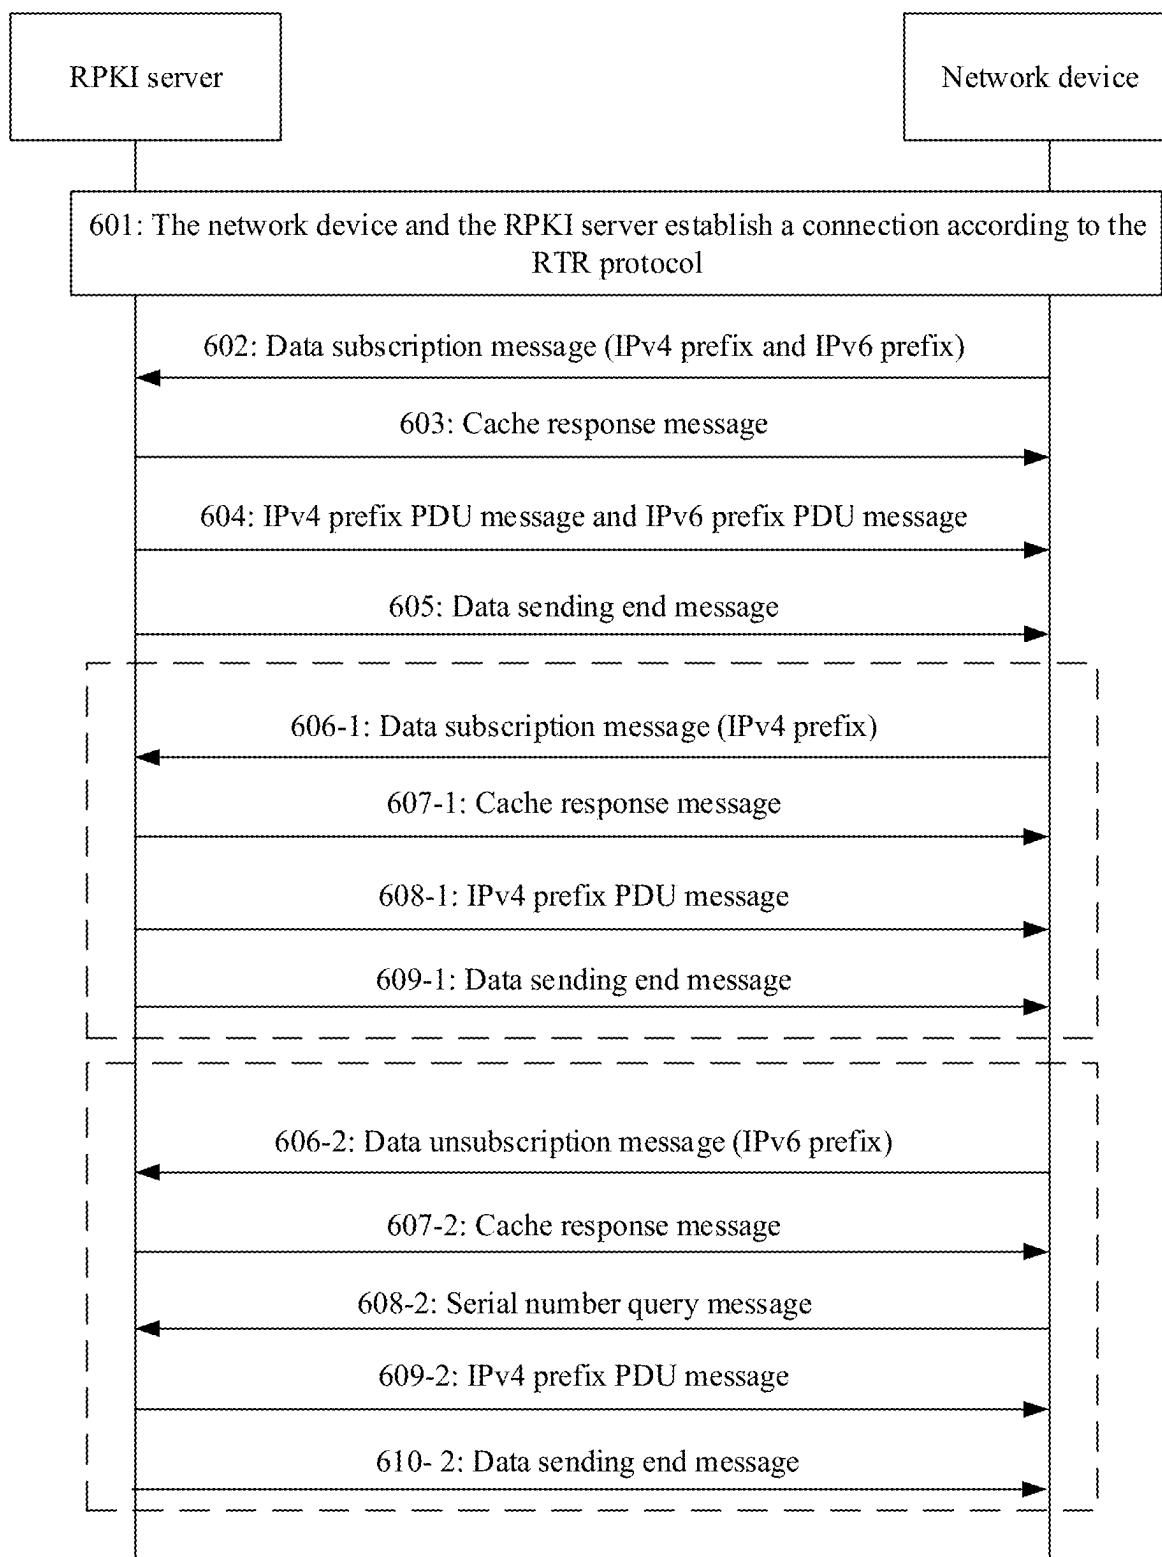 RPKI server
Network device
601: The network device and the RPKI server establish a connection according to the
RTR protocol
602: Data subscription message (IPv4 prefix and IPv6 prefix)
603: Cache response message
604: IPv4 prefix PDU message and IPv6 prefix PDU message
605: Data sending end message
606-1: Data subscription message (IPv4 prefix)
607-1: Cache response message
608-1: IPv4 prefix PDU message
609-1: Data sending end message
606-2: Data unsubscription message (IPv6 prefix)
607-2: Cache response message
608-2: Serial number query message
609-2: IPv4 prefix PDU message
610- 2: Data sending end message